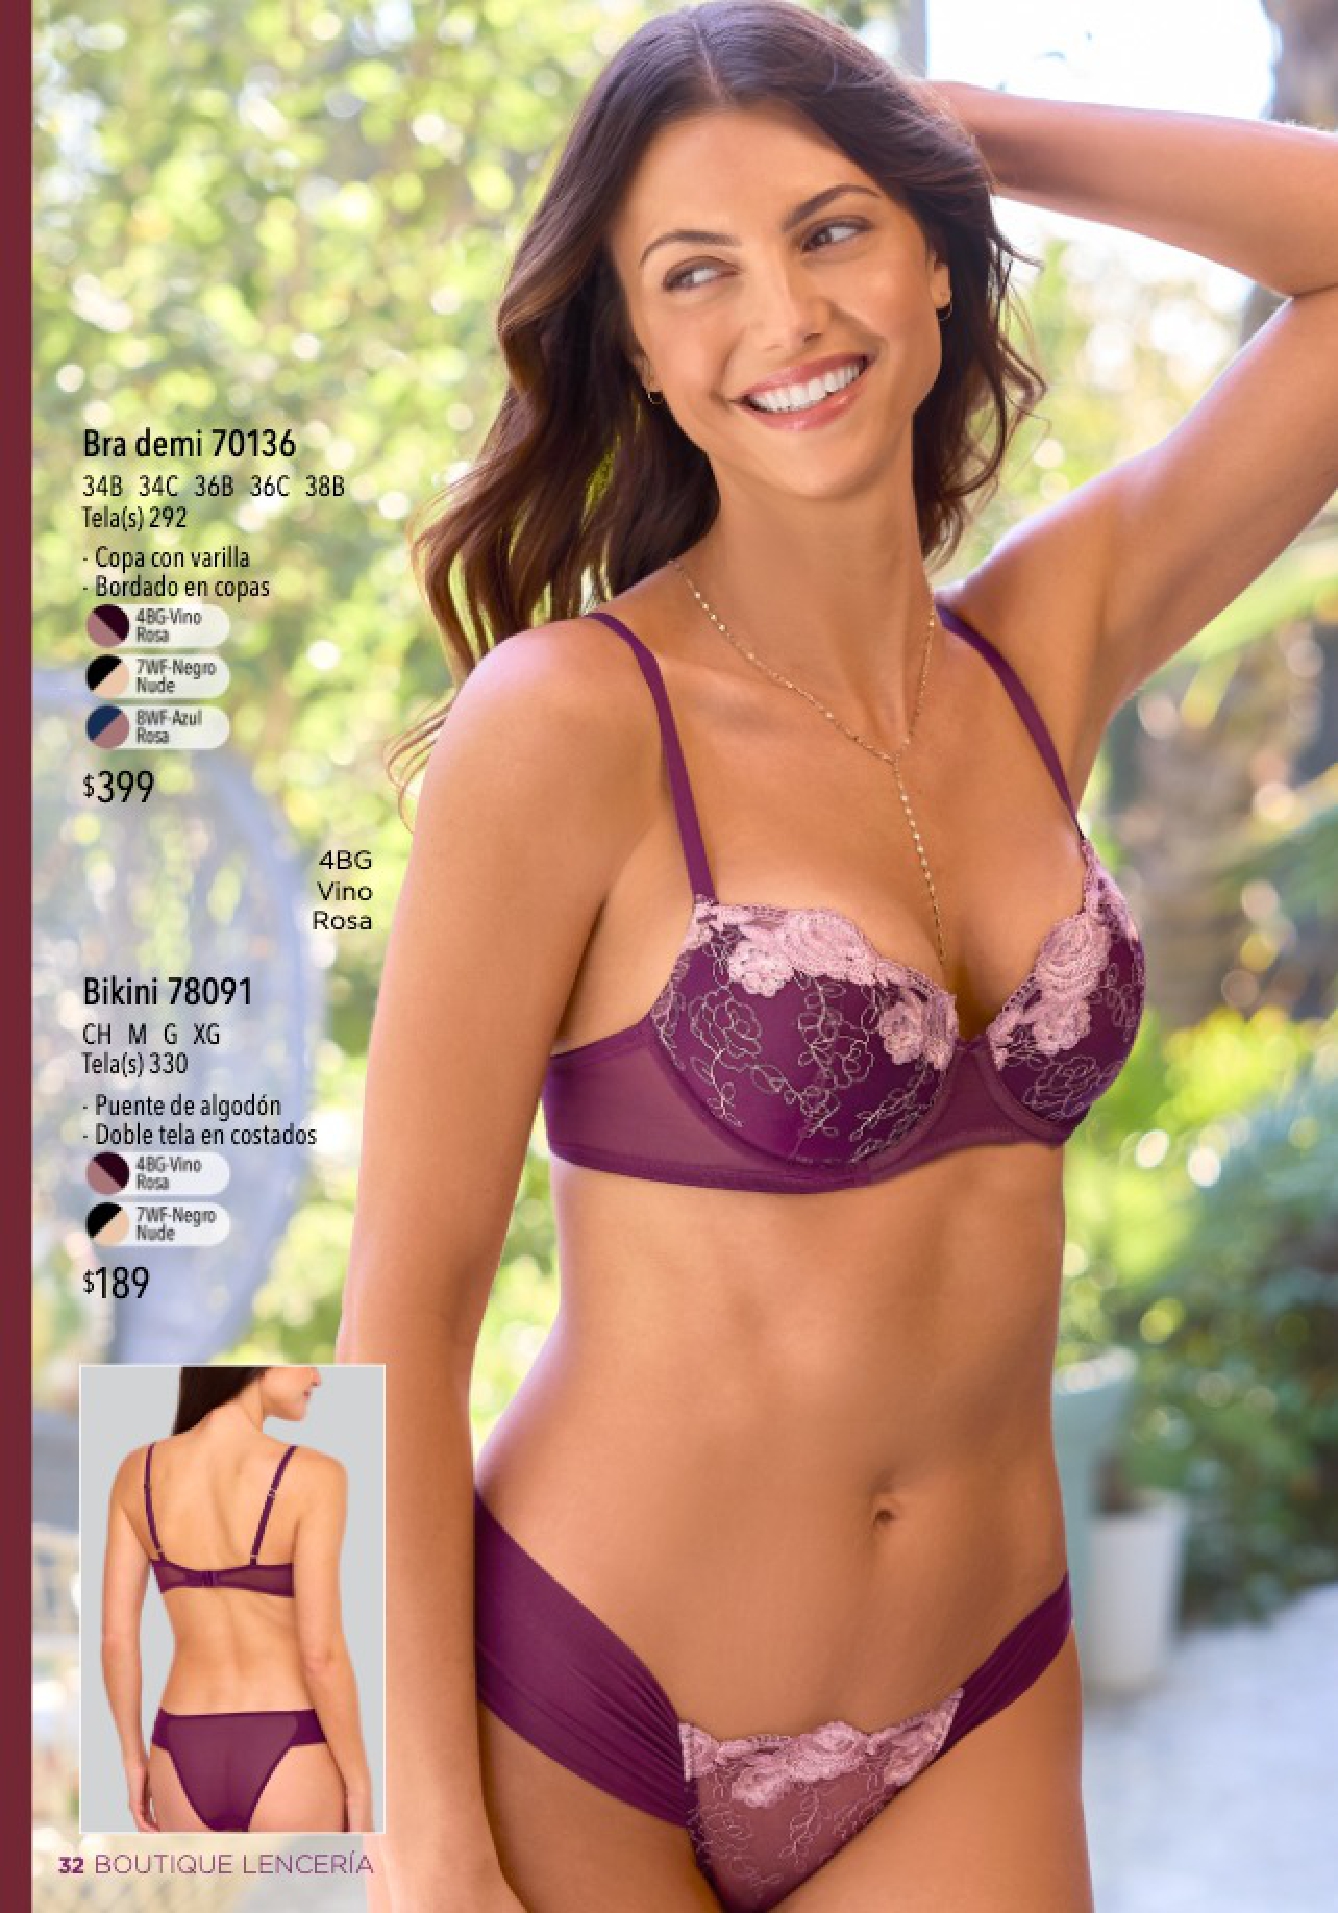 Bra demi 70136
34B 34C 36B 36C 38B
Tela(s) 292
- Copa con varilla
- Bordado en copas
4BG-Vino
Rosa
7WF-Negro
Nude
8WF-Azul
Rosa
$399
4BG
Vino
Rosa
Bikini 78091
CH M G XG
Tela(s) 330
- Puente de algodón
- Doble tela en costados
4BG-Vino
Rosa
7WF-Negro
Nude
$189
32 BOUTIQUE LENCERÍA